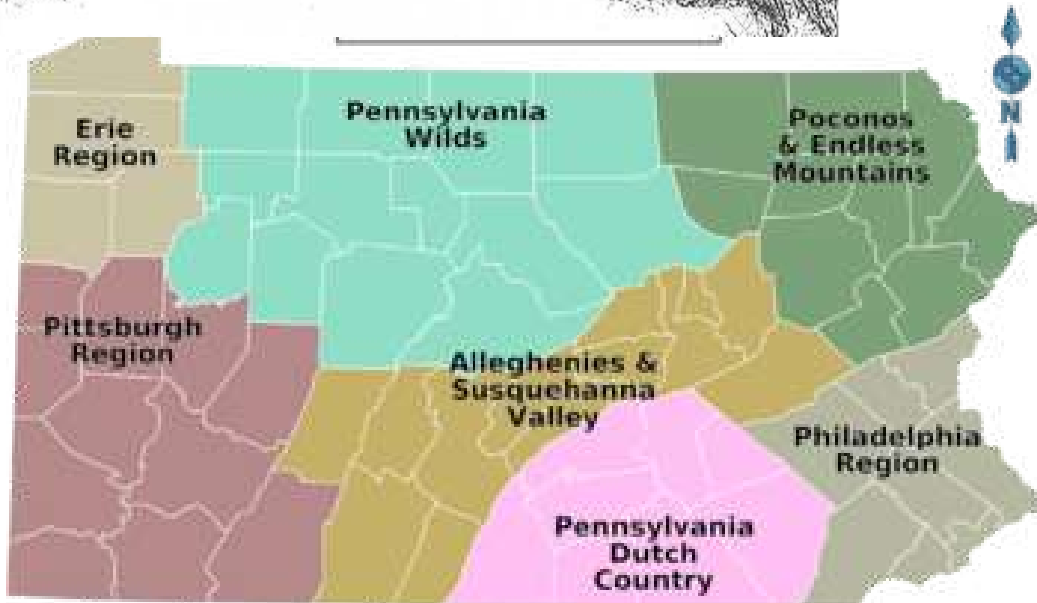 Pennsylvania
Wilds
Poconos
& Endless
Mountains
N
Erie
Region
Pittsburgh
Region
Alleghenies &
Susquehanna
Valley
Philadelphia
Region
Pennsylvania
Dutch
Country